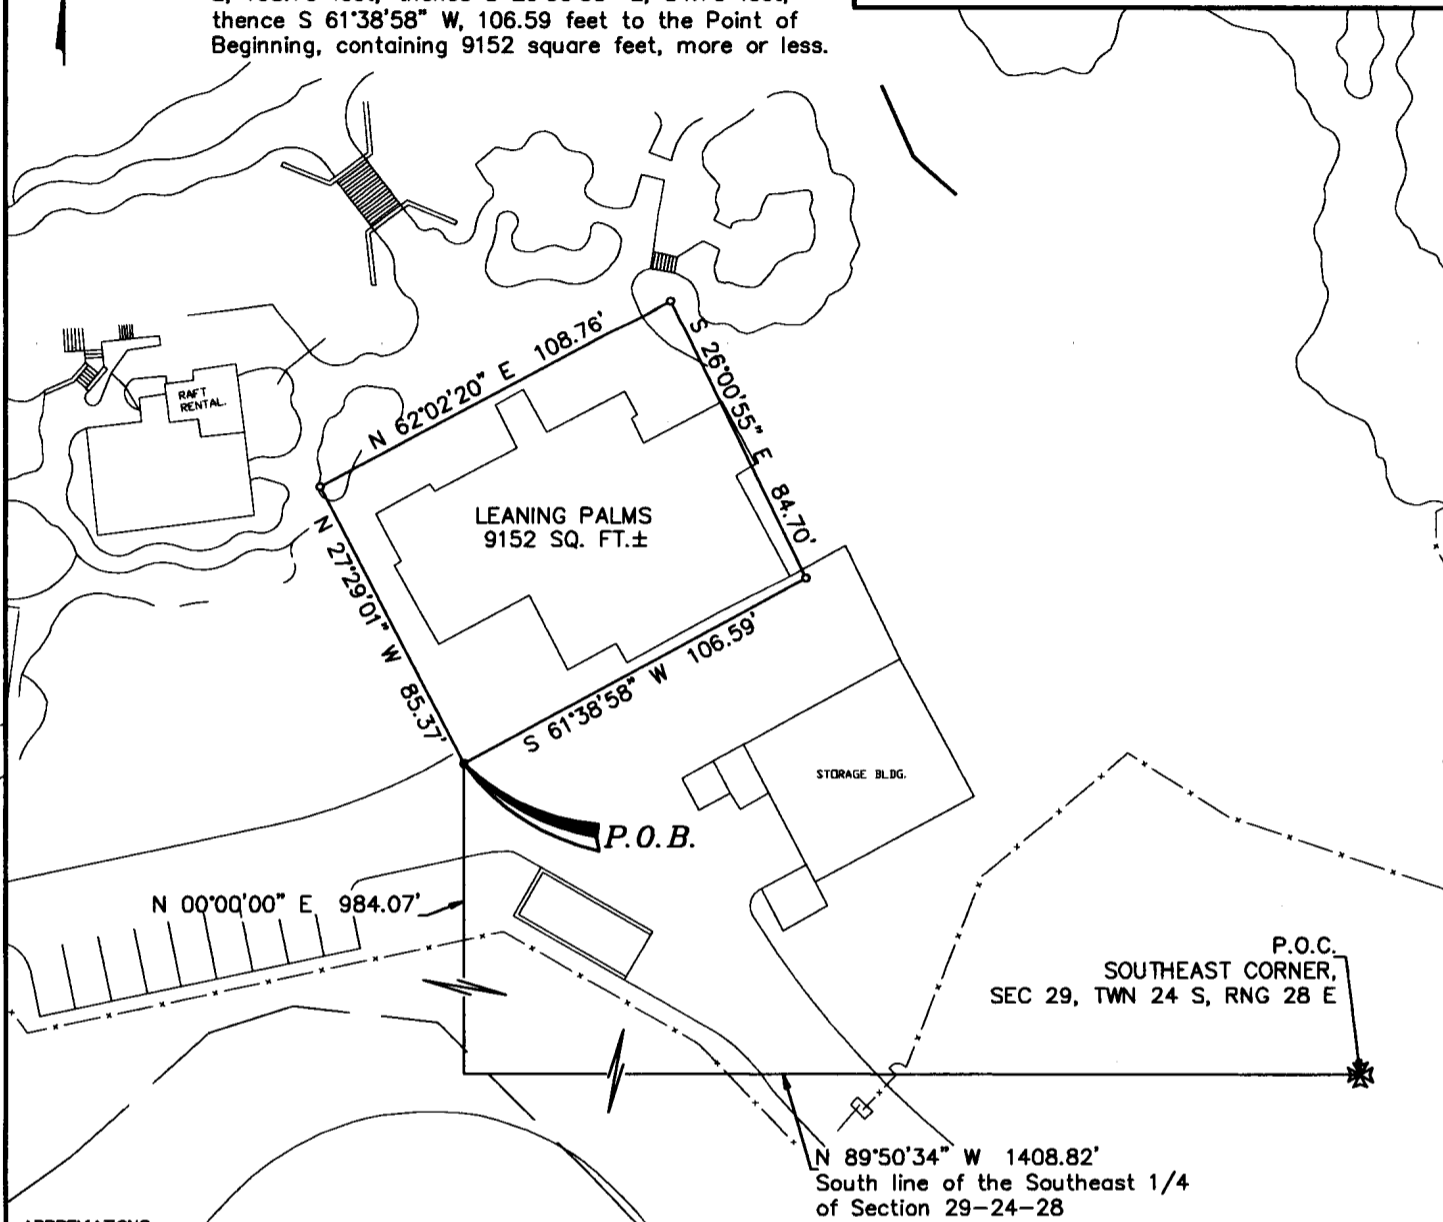 thence S 61°38'58" W, 106.59 feet to the Point of
Beginning, containing 9152 square feet, more or less.
N 62°02'20" E 108.76'
S 26°00'55" E 84.70'
RAFT
RENTAL
LEANING PALMS
9152 SQ. FT.±
N 27°29'01" W 85.37'
S 61°38'58" W 106.59'
STORAGE BLDG.
P.O.B.
N 00°00'00" E 984.07'
P.O.C.
SOUTHEAST CORNER,
SEC 29, TWN 24 S, RNG 28 E
N 89°50'34" W 1408.82'
South line of the Southeast 1/4
of Section 29-24-28